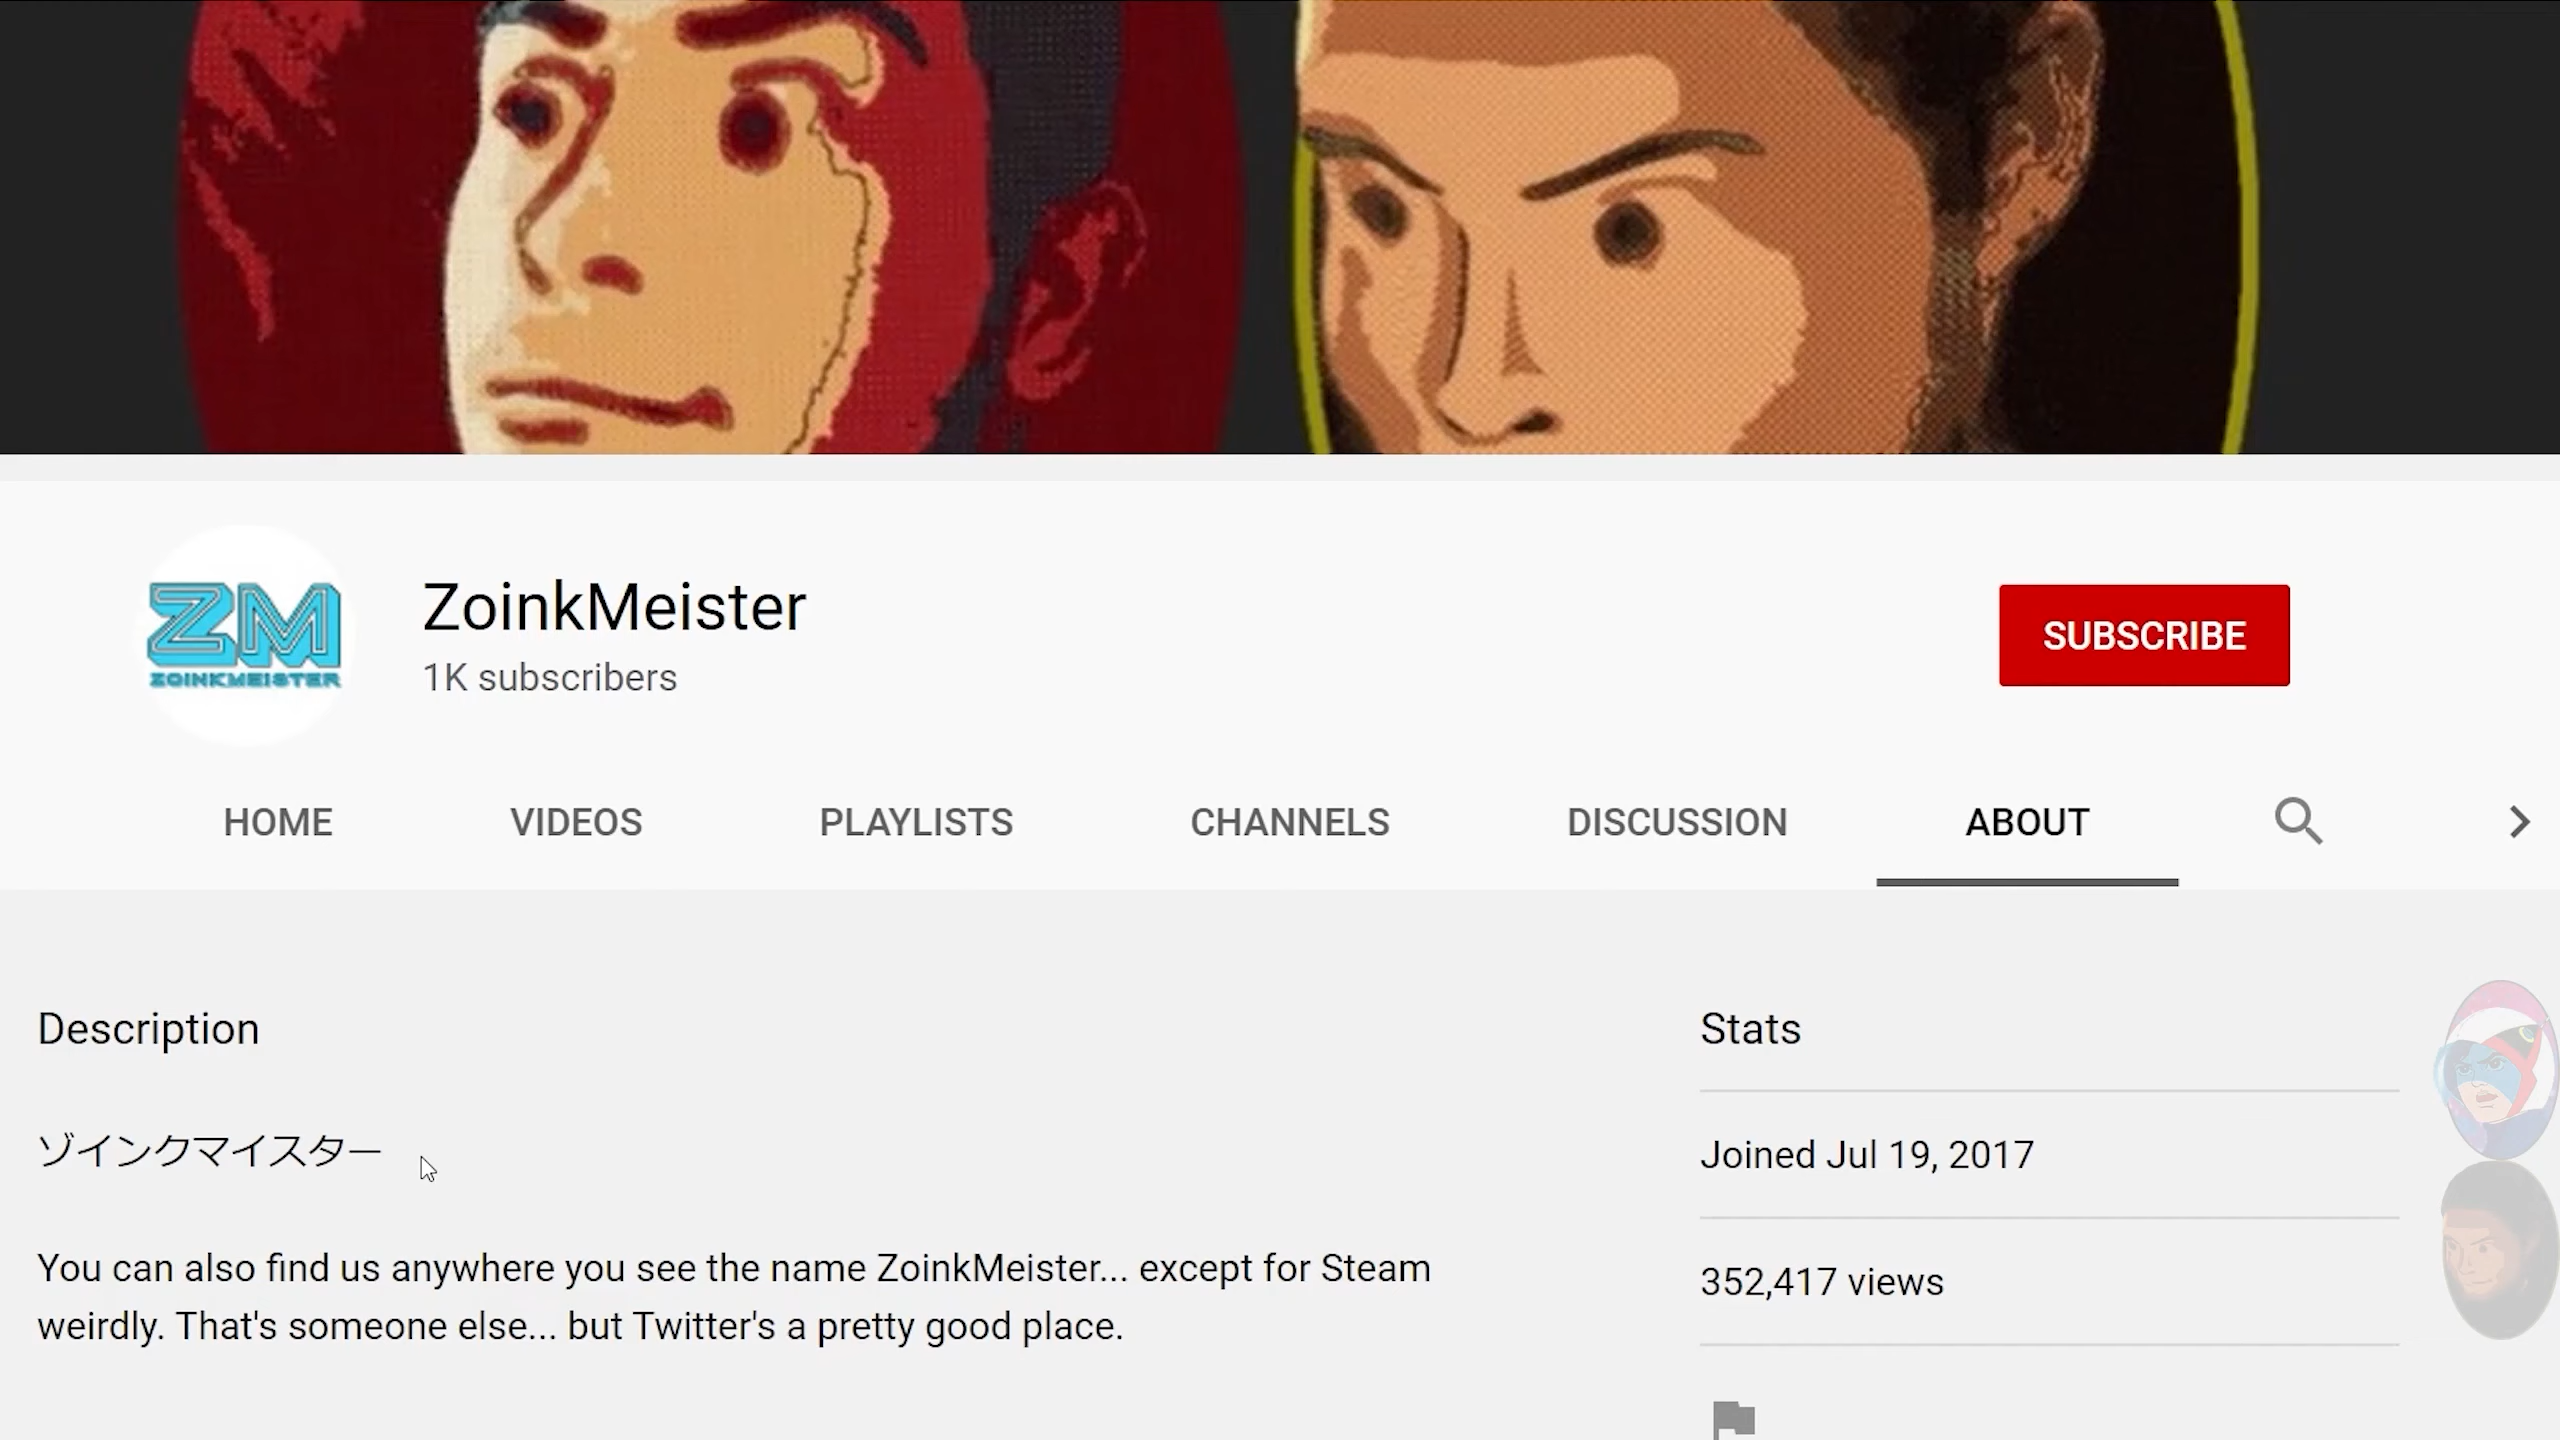 ZM
ZOINKMEISTER
ZoinkMeister
1K subscribers
SUBSCRIBE
HOME VIDEOS PLAYLISTS CHANNELS DISCUSSION ABOUT
Description
ゾインクマイスター
You can also find us anywhere you see the name ZoinkMeister... except for Steam
weirdly. That's someone else... but Twitter's a pretty good place.
Stats
Joined Jul 19, 2017
352,417 views